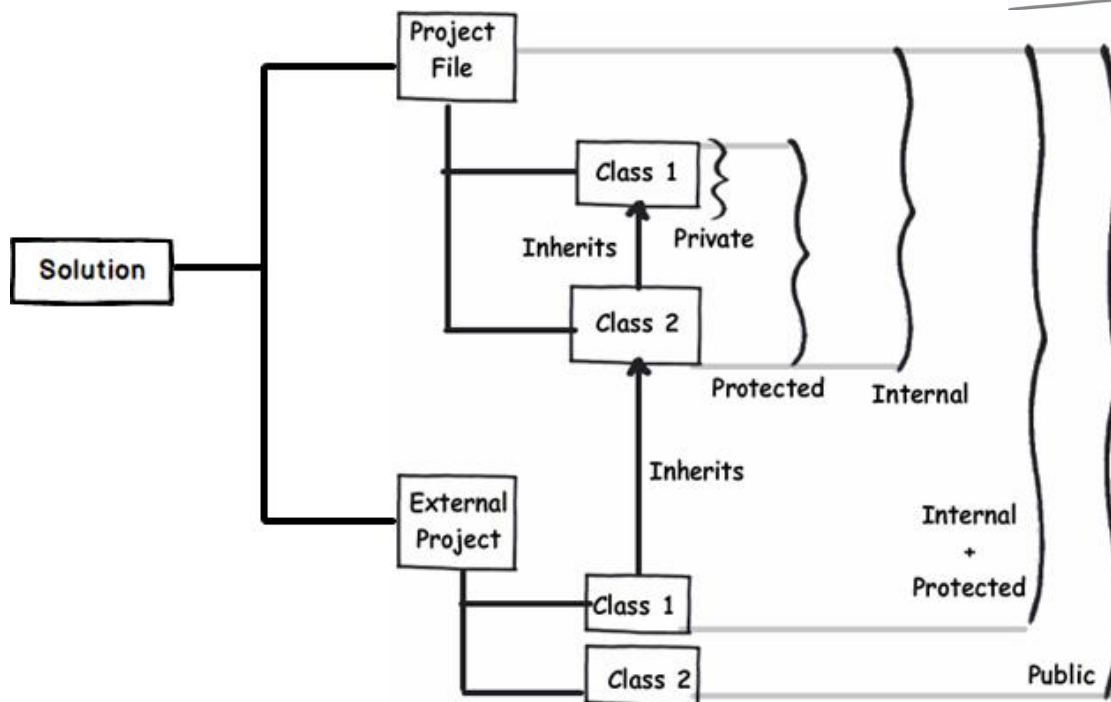 Project
File
Class 1
Inherits
Private
Solution
Class 2
Protected
Internal
Inherits
External
Project
Internal
+
Protected
Class 1
Class 2
Public